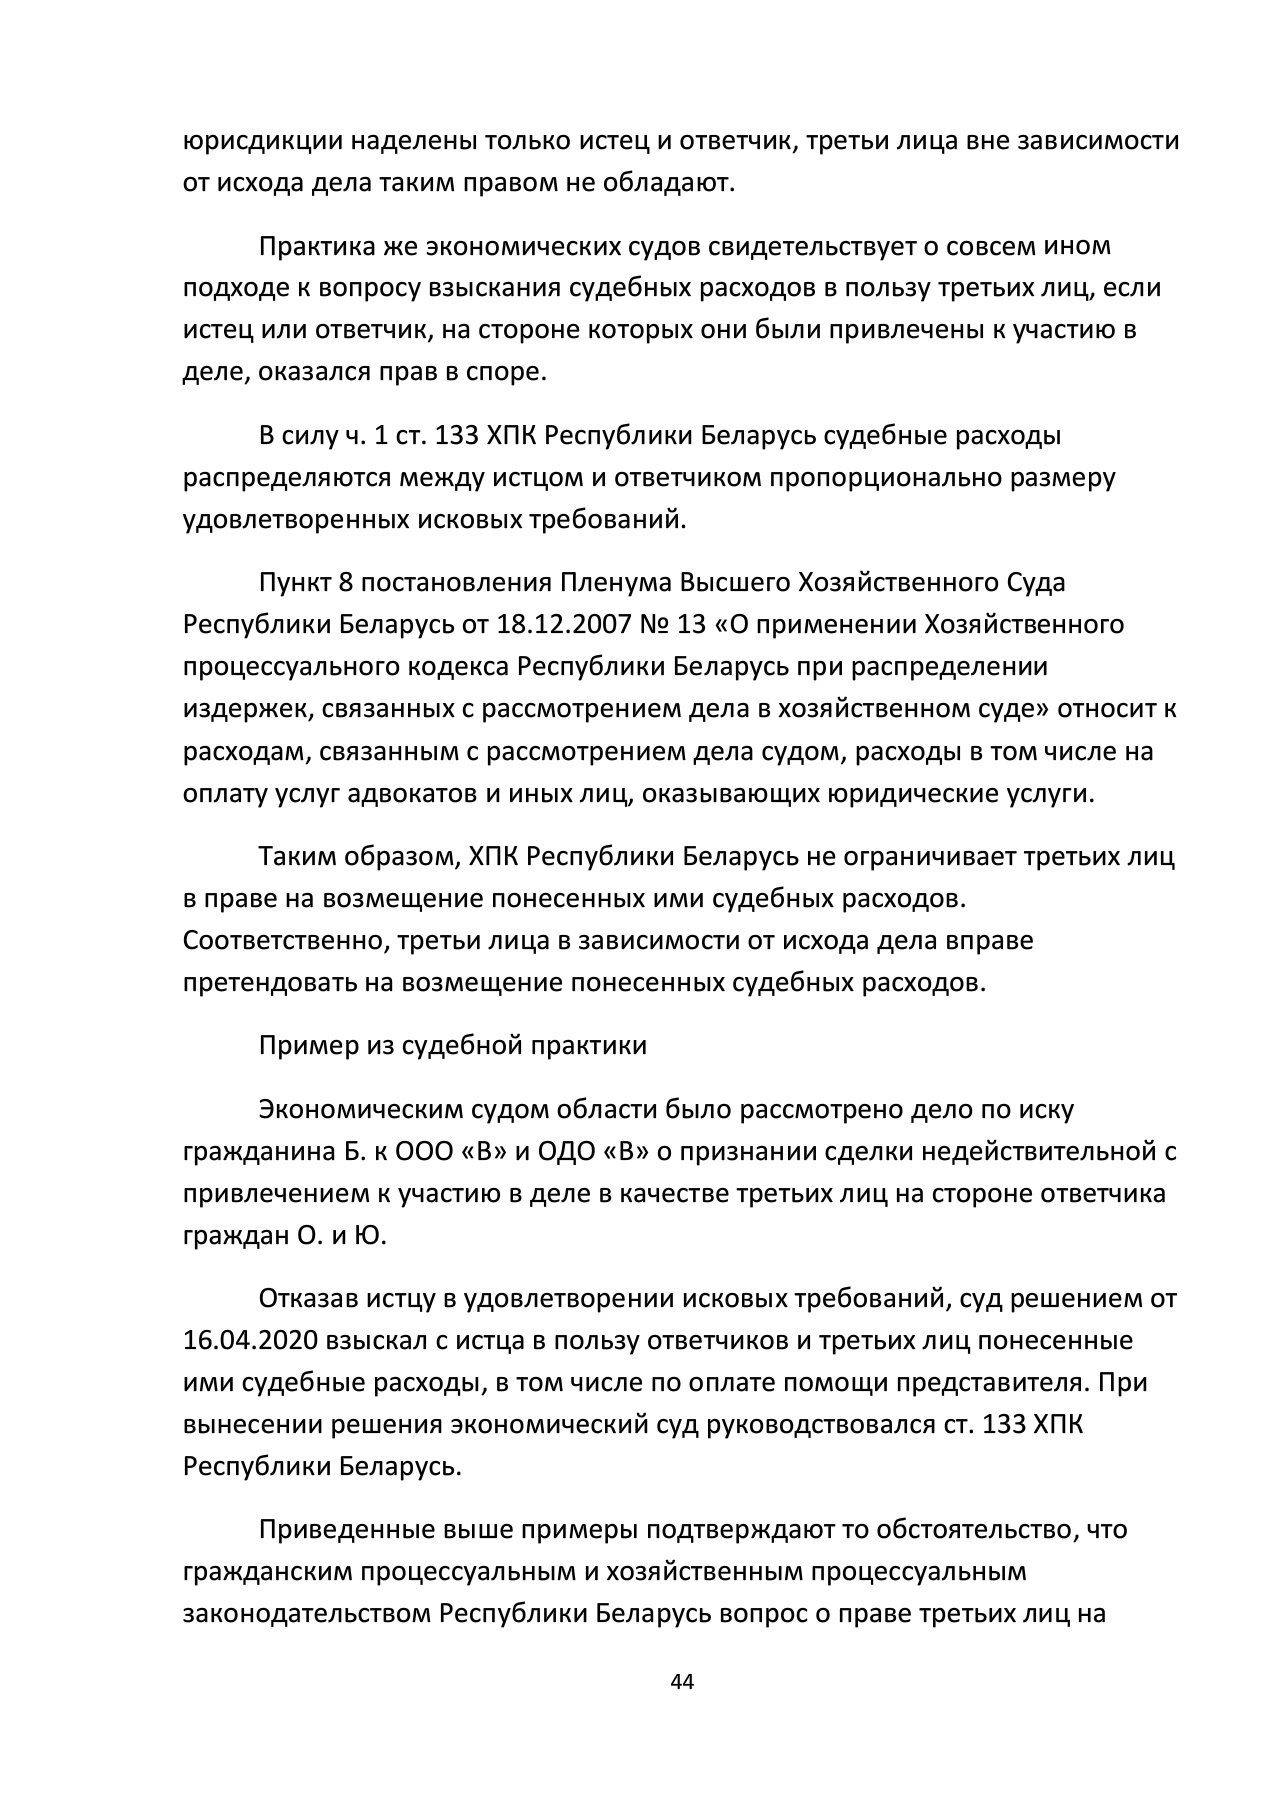 юрисдикции наделены только истец и ответчик, третьи лица вне зависимости
от исхода дела таким правом не обладают.
Практика же экономических судов свидетельствует о совсем ином
подходе к вопросу взыскания судебных расходов в пользу третьих лиц, если
истец или ответчик, на стороне которых они были привлечены к участию в
деле, оказался прав в споре.
В силу ч. 1 ст. 133 ХПК Республики Беларусь судебные расходы
распределяются между истцом и ответчиком пропорционально размеру
удовлетворенных исковых требований.
Пункт 8 постановления Пленума Высшего Хозяйственного Суда
Республики Беларусь от 18.12.2007 № 13 «О применении Хозяйственного
процессуального кодекса Республики Беларусь при распределении
издержек, связанных с рассмотрением дела в хозяйственном суде» относит к
расходам, связанным с рассмотрением дела судом, расходы в том числе на
оплату услуг адвокатов и иных лиц, оказывающих юридические услуги.
Таким образом, ХПК Республики Беларусь не ограничивает третьих лиц
в праве на возмещение понесенных ими судебных расходов.
Соответственно, третьи лица в зависимости от исхода дела вправе
претендовать на возмещение понесенных судебных расходов.
Пример из судебной практики
Экономическим судом области было рассмотрено дело по иску
гражданина Б. к ООО «В» и ОДО «В» о признании сделки недействительной с
привлечением к участию в деле в качестве третьих лиц на стороне ответчика
граждан О. и Ю.
Отказав истцу в удовлетворении исковых требований, суд решением от
16.04.2020 взыскал с истца в пользу ответчиков и третьих лиц понесенные
ими судебные расходы, в том числе по оплате помощи представителя. При
вынесении решения экономический суд руководствовался ст. 133 ХПК
Республики Беларусь.
Приведенные выше примеры подтверждают то обстоятельство, что
гражданским процессуальным и хозяйственным процессуальным
законодательством Республики Беларусь вопрос о праве третьих лиц на
44